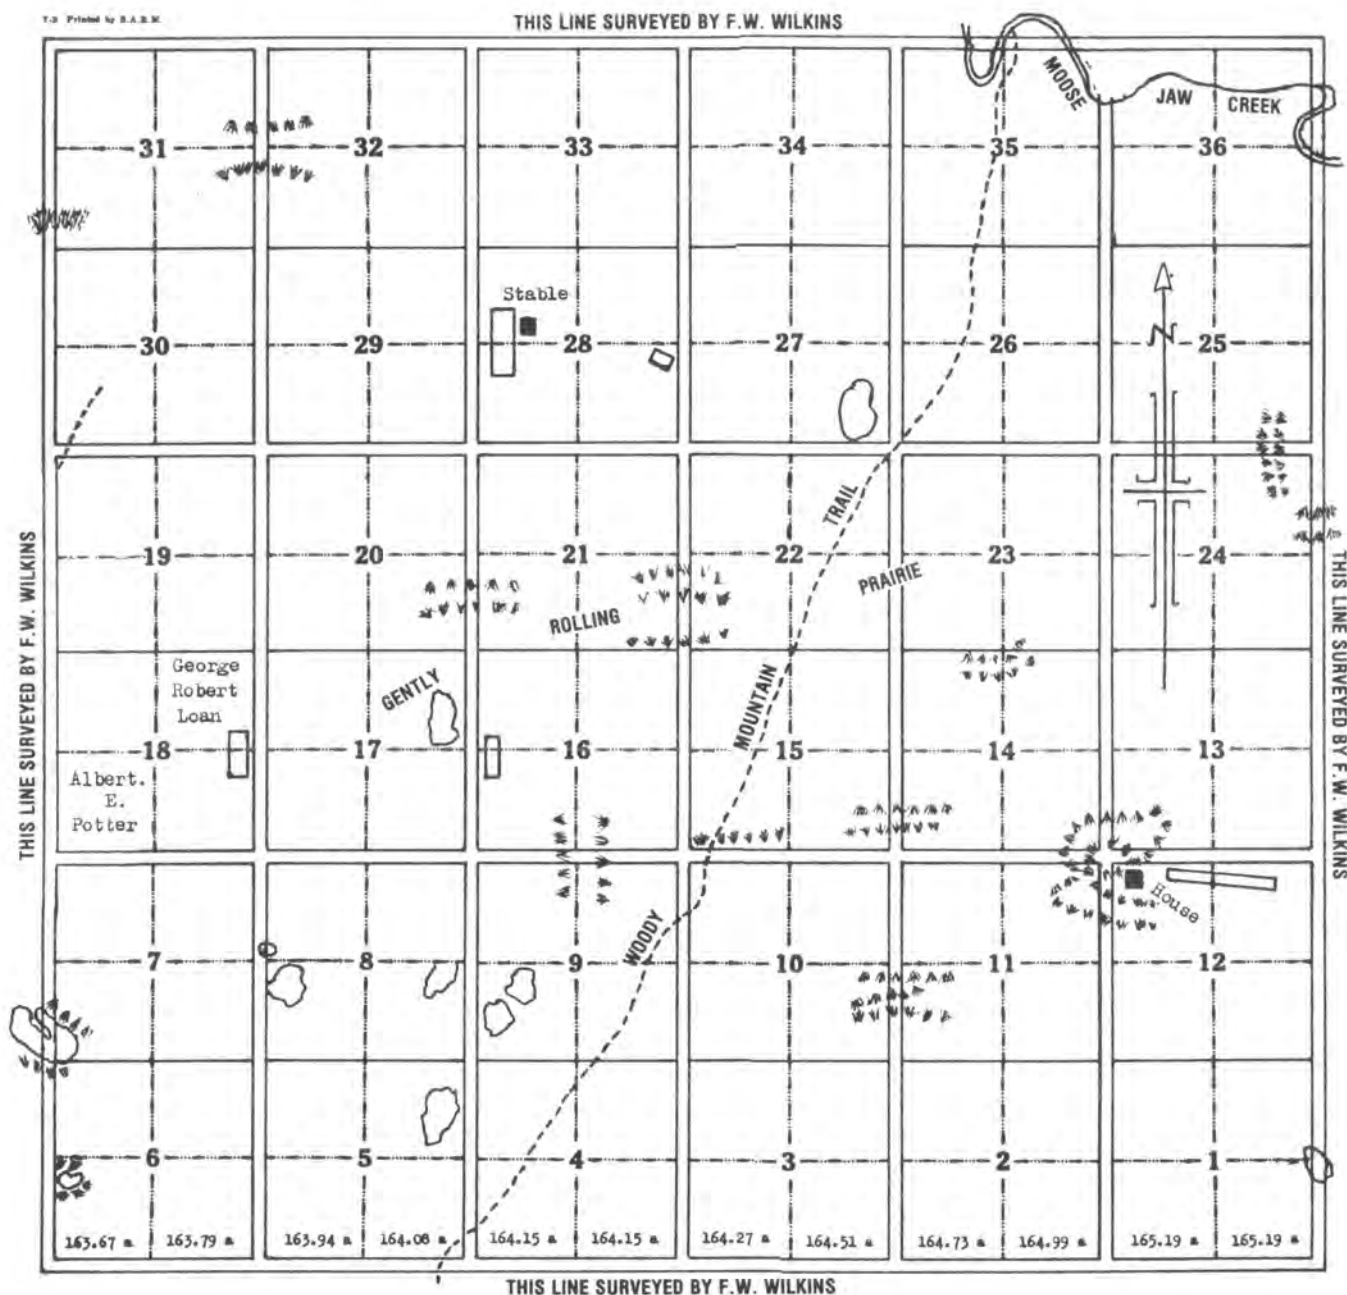 T-2 Printed by S.A.B.M.
THIS LINE SURVEYED BY F.W. WILKINS
MOOSE JAW CREEK
31 32 33 34 35 36
Stable
30 29 28 27 26 25
N
TRAIL
19 20 21 22 23 24
PRAIRIE
ROLLING
THIS LINE SURVEYED BY F.W. WILKINS
THIS LINE SURVEYED BY F.W. WILKINS
George
Robert
Loan
GENTLY
MOUNTAIN
18 17 16 15 14 13
Albert.
E.
Potter
House
WOODY
7 8 9 10 11 12
6 5 4 3 2 1
163.67 a 163.79 a 163.94 a 164.08 a 164.15 a 164.15 a 164.27 a 164.51 a 164.73 a 164.99 a 165.19 a 165.19 a
THIS LINE SURVEYED BY F.W. WILKINS